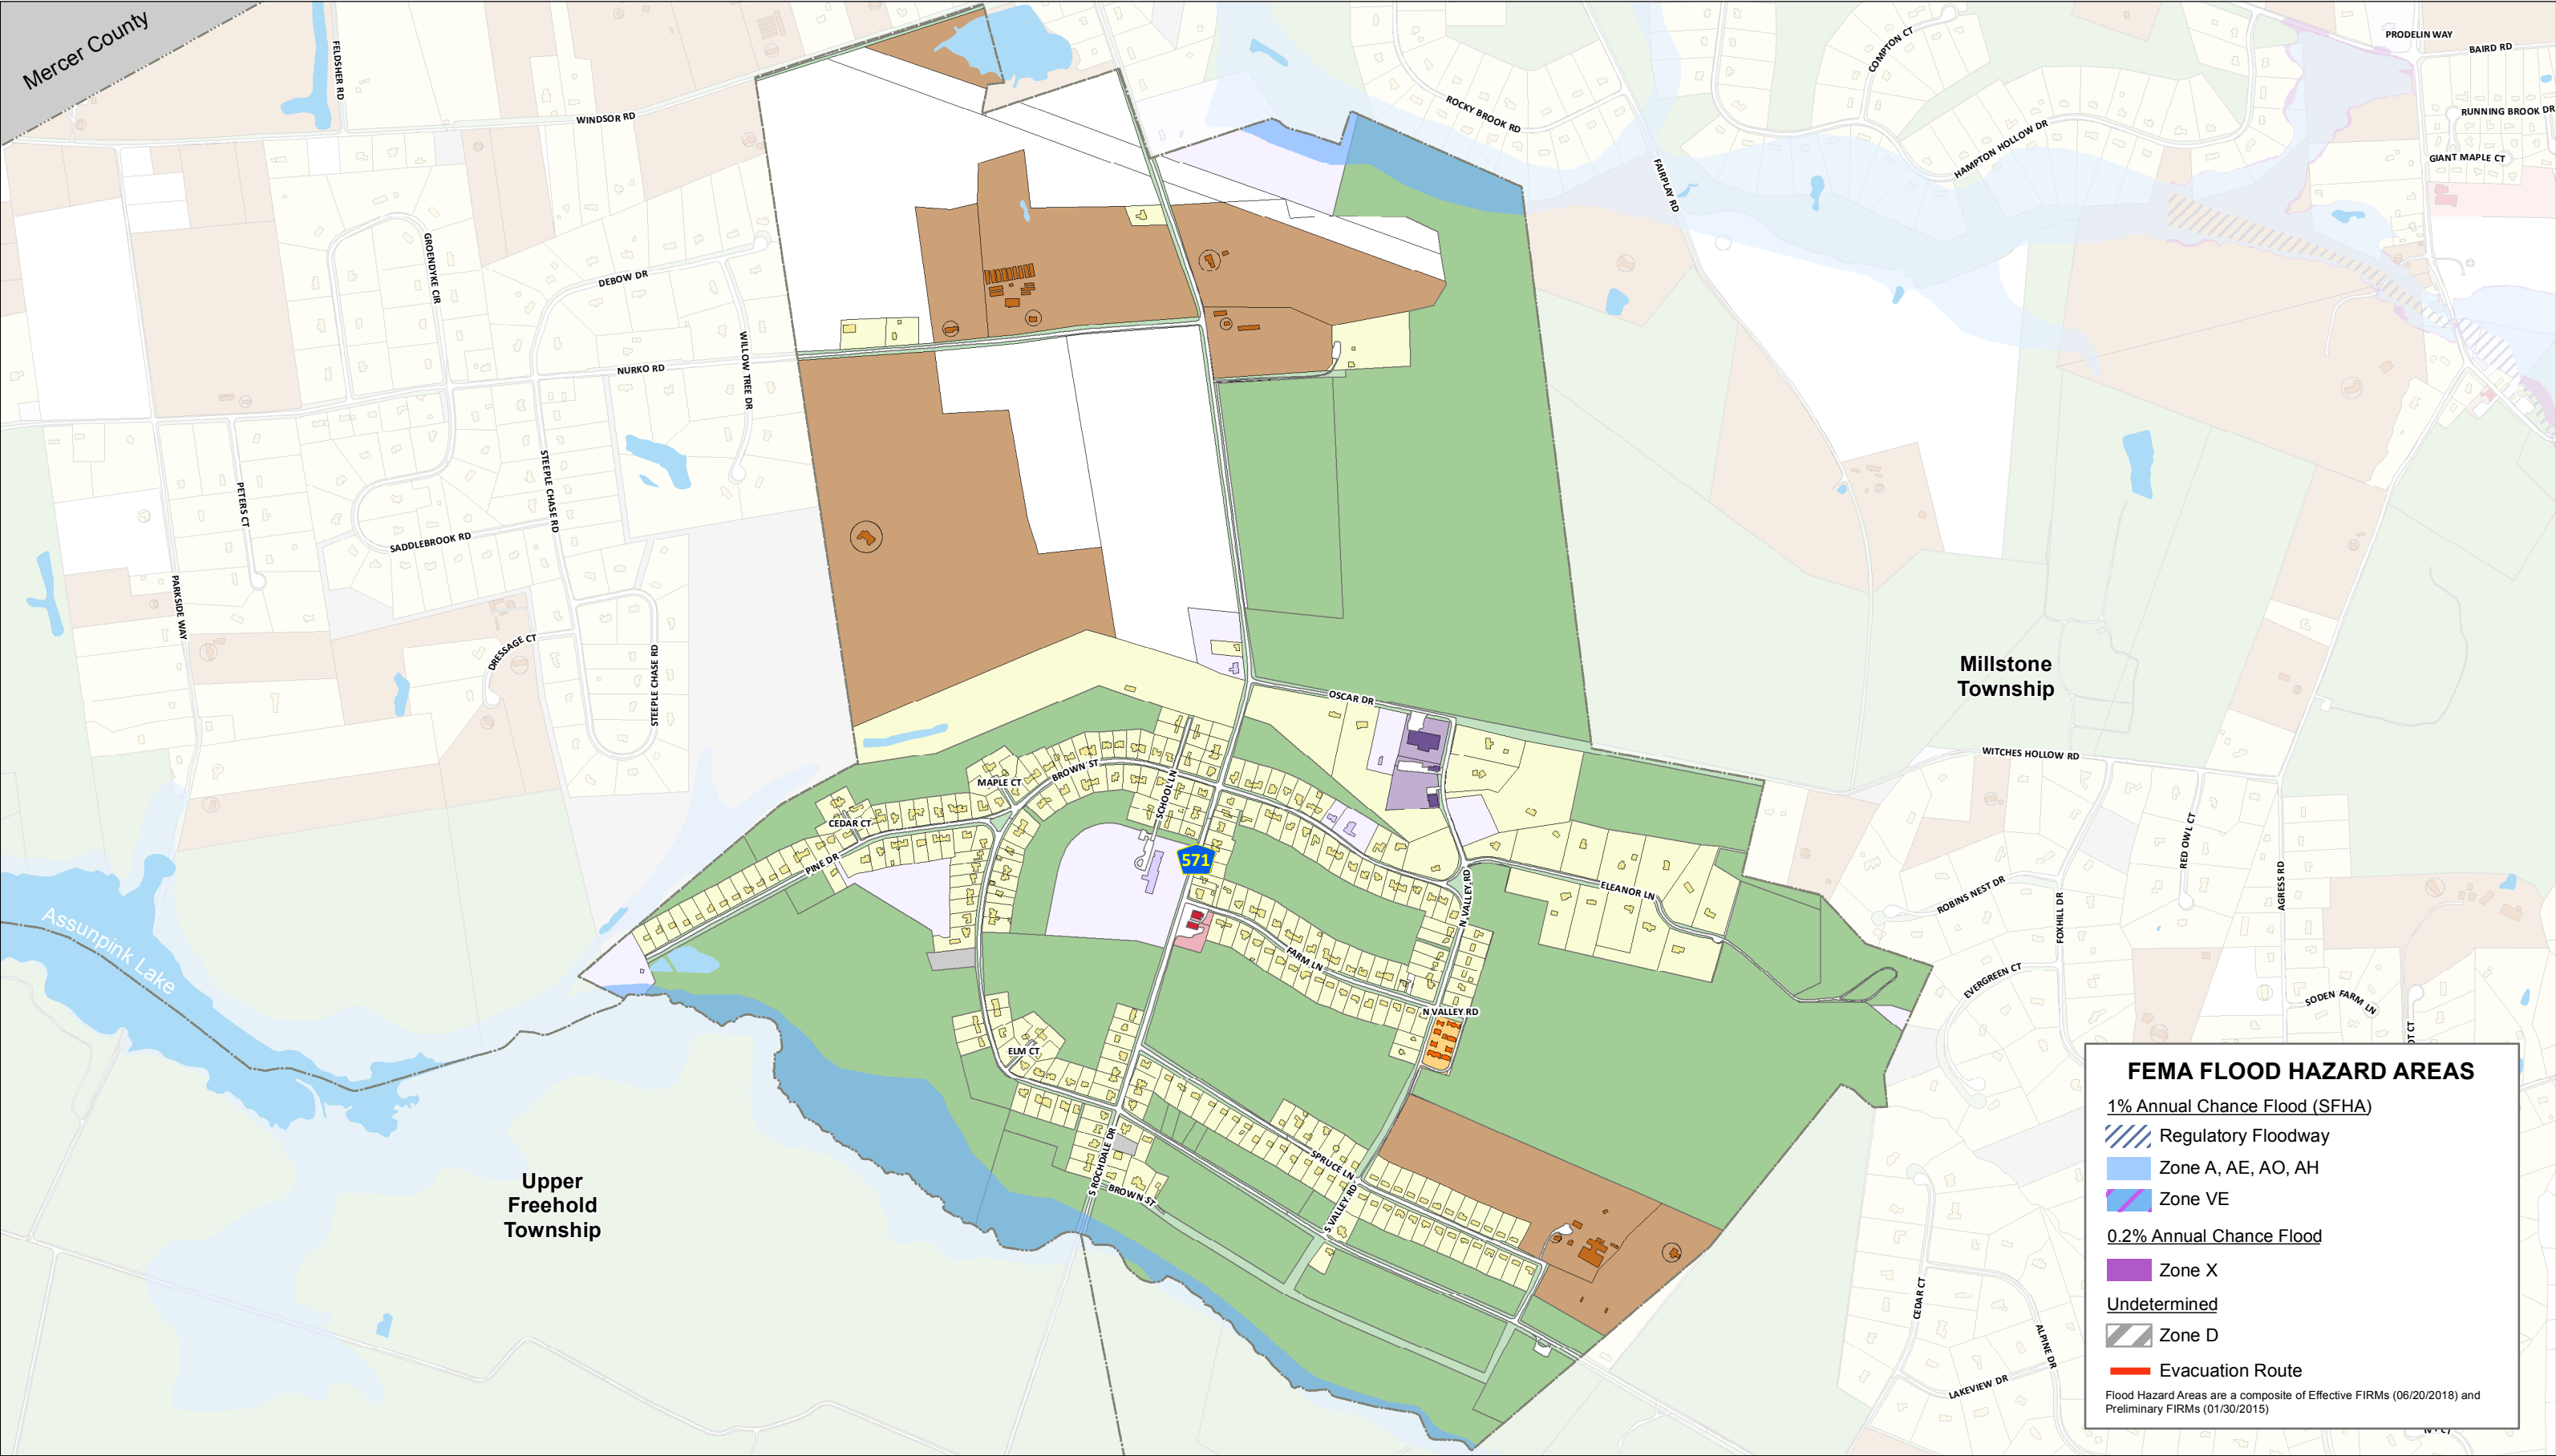 Mercer County
FELDSHER RD
WINDSOR RD
ROCKY BROOK RD
COMPTON CT
PRODELIN WAY
BAIRD RD
RUNNING BROOK DR
GIANT MAPLE CT
HAMPTON HOLLOW DR
FAIRPLAY RD
GROENDYKE CIR
DEBOW DR
WILLOW TREE DR
NURKO RD
PETERS CT
STEEPLE CHASE RD
SADDLEBROOK RD
PARKSIDE WAY
DRESSAGE CT
STEEPLE CHASE RD
Millstone
Township
OSCAR DR
WITCHES HOLLOW RD
MAPLE CT
BROWN ST
SCHOOL LN
CEDAR CT
PINE DR
571
ELEANOR LN
N VALLEY RD
RED OWL CT
ROBINS NEST DR
FOXHILL DR
AGRESS RD
Assunpink Lake
FARM LN
EVERGREEN CT
SODEN FARM LN
N VALLEY RD
OT CT
ELM CT
SPRUCE LN
S ROCHDALE DR
BROWN ST
S VALLEY RD
Upper
Freehold
Township
CEDAR CT
ALPINE DR
LAKEVIEW DR
FEMA FLOOD HAZARD AREAS
1% Annual Chance Flood (SFHA)
Regulatory Floodway
Zone A, AE, AO, AH
Zone VE
0.2% Annual Chance Flood
Zone X
Undetermined
Zone D
Evacuation Route
Flood Hazard Areas are a composite of Effective FIRMs (06/20/2018) and
Preliminary FIRMs (01/30/2015)